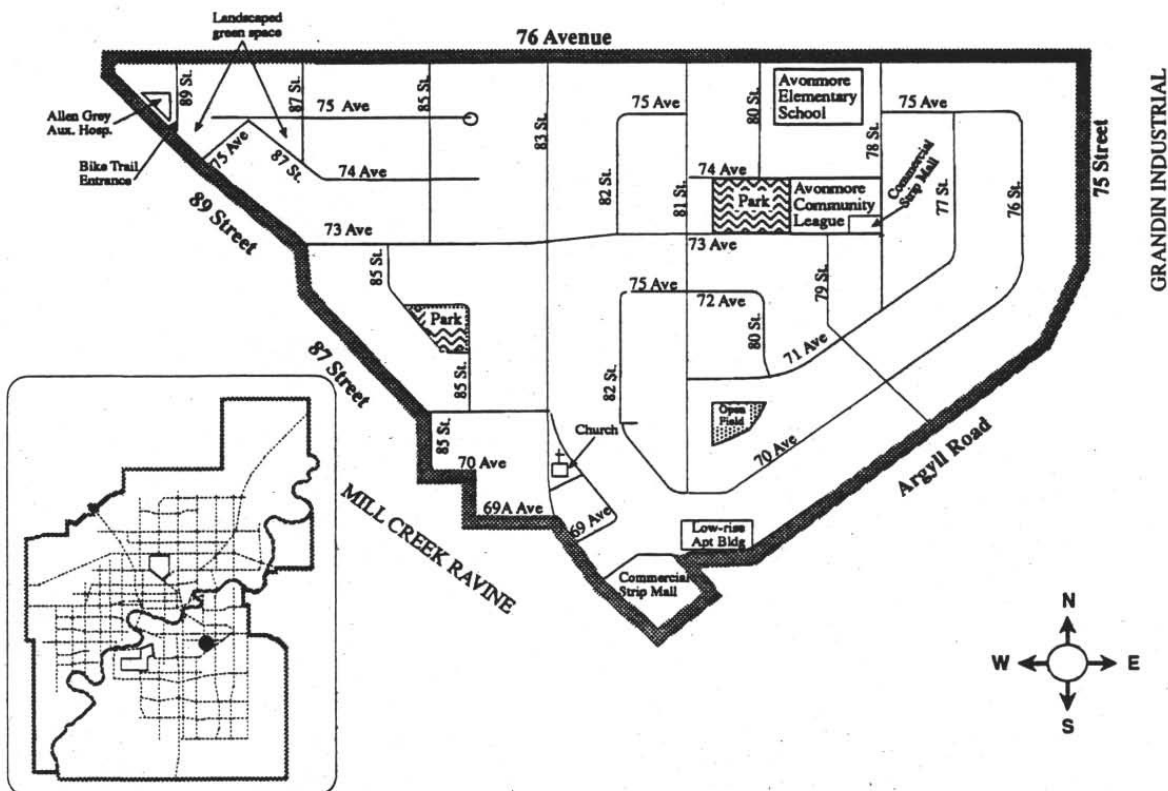 Landscaped
green space
76 Avenue
89 St.
87 St.
75 Ave
85 St.
83 St.
75 Ave
80 St.
Avonmore
Elementary
School
78 St.
75 Ave
75 Street
GRANDIN INDUSTRIAL
Allen Grey
Aux. Hosp.
Bike Trail
Entrance
75 Ave
87 St.
74 Ave
82 St.
81 St.
74 Ave
Park
Avonmore
Community
League
Commercial
Strip Mall
77 St.
76 St.
89 Street
73 Ave
73 Ave
85 St.
79 St.
75 Ave
72 Ave
Park
80 St.
71 Ave
87 Street
85 St.
82 St.
Open
Field
Church
85 St.
70 Ave
70 Ave
Argyll Road
69A Ave
69 Ave
MILL CREEK RAVINE
Low-rise
Apt Bldg
Commercial
Strip Mall
N
W
E
S